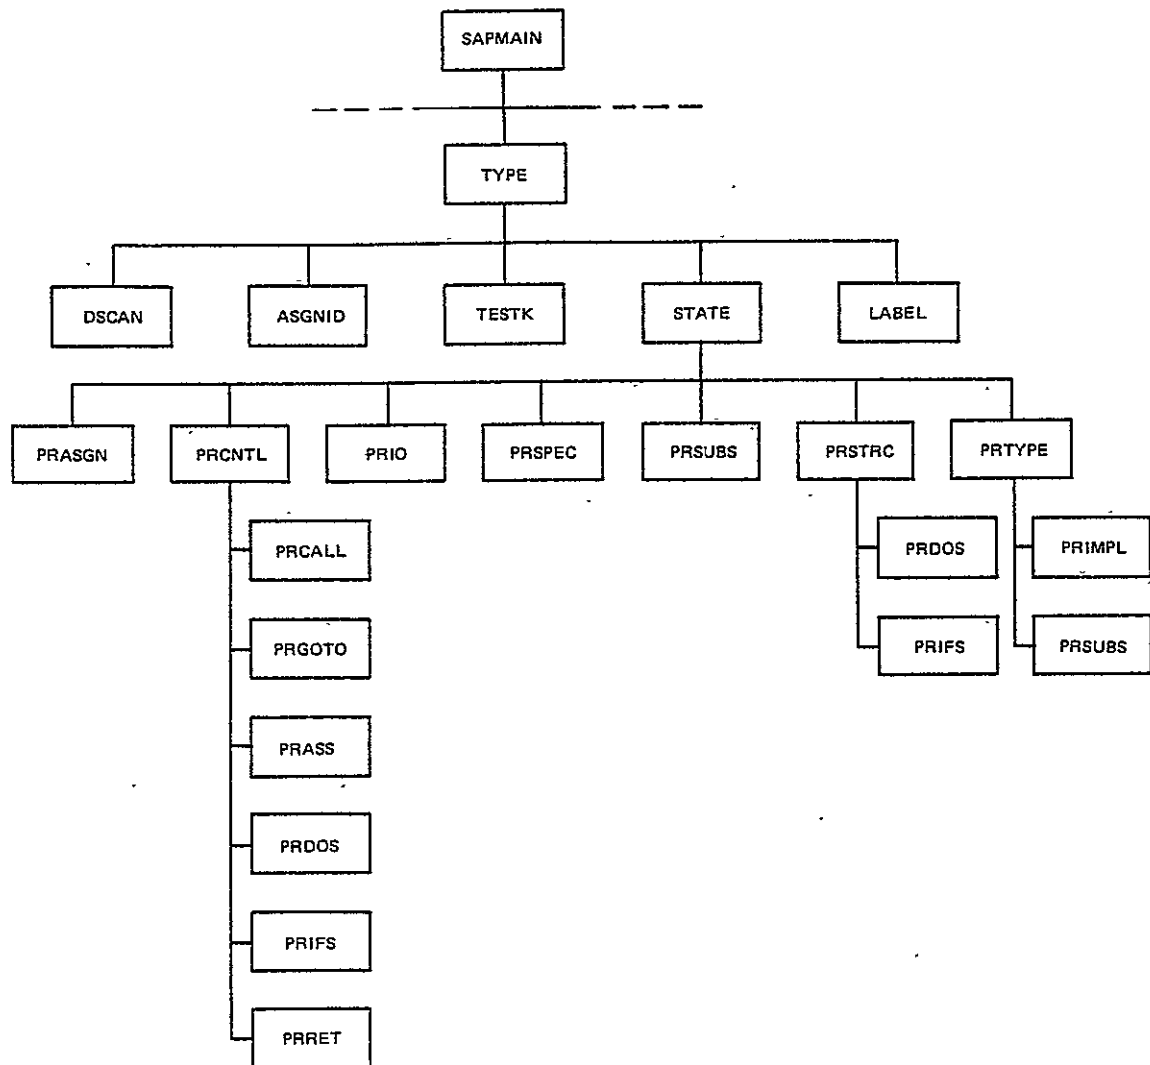 SAPMAIN
TYPE
DSCAN ASGNID TESTK STATE LABEL
PRASGN PRCNTL PRIO PRSPEC PRSUBS PRSTRC PRTYPE
PRCALL PRDOS PRIMPL
PRGOTO PRIFS PRSUBS
PRASS
PRDOS
PRIFS
PRRET